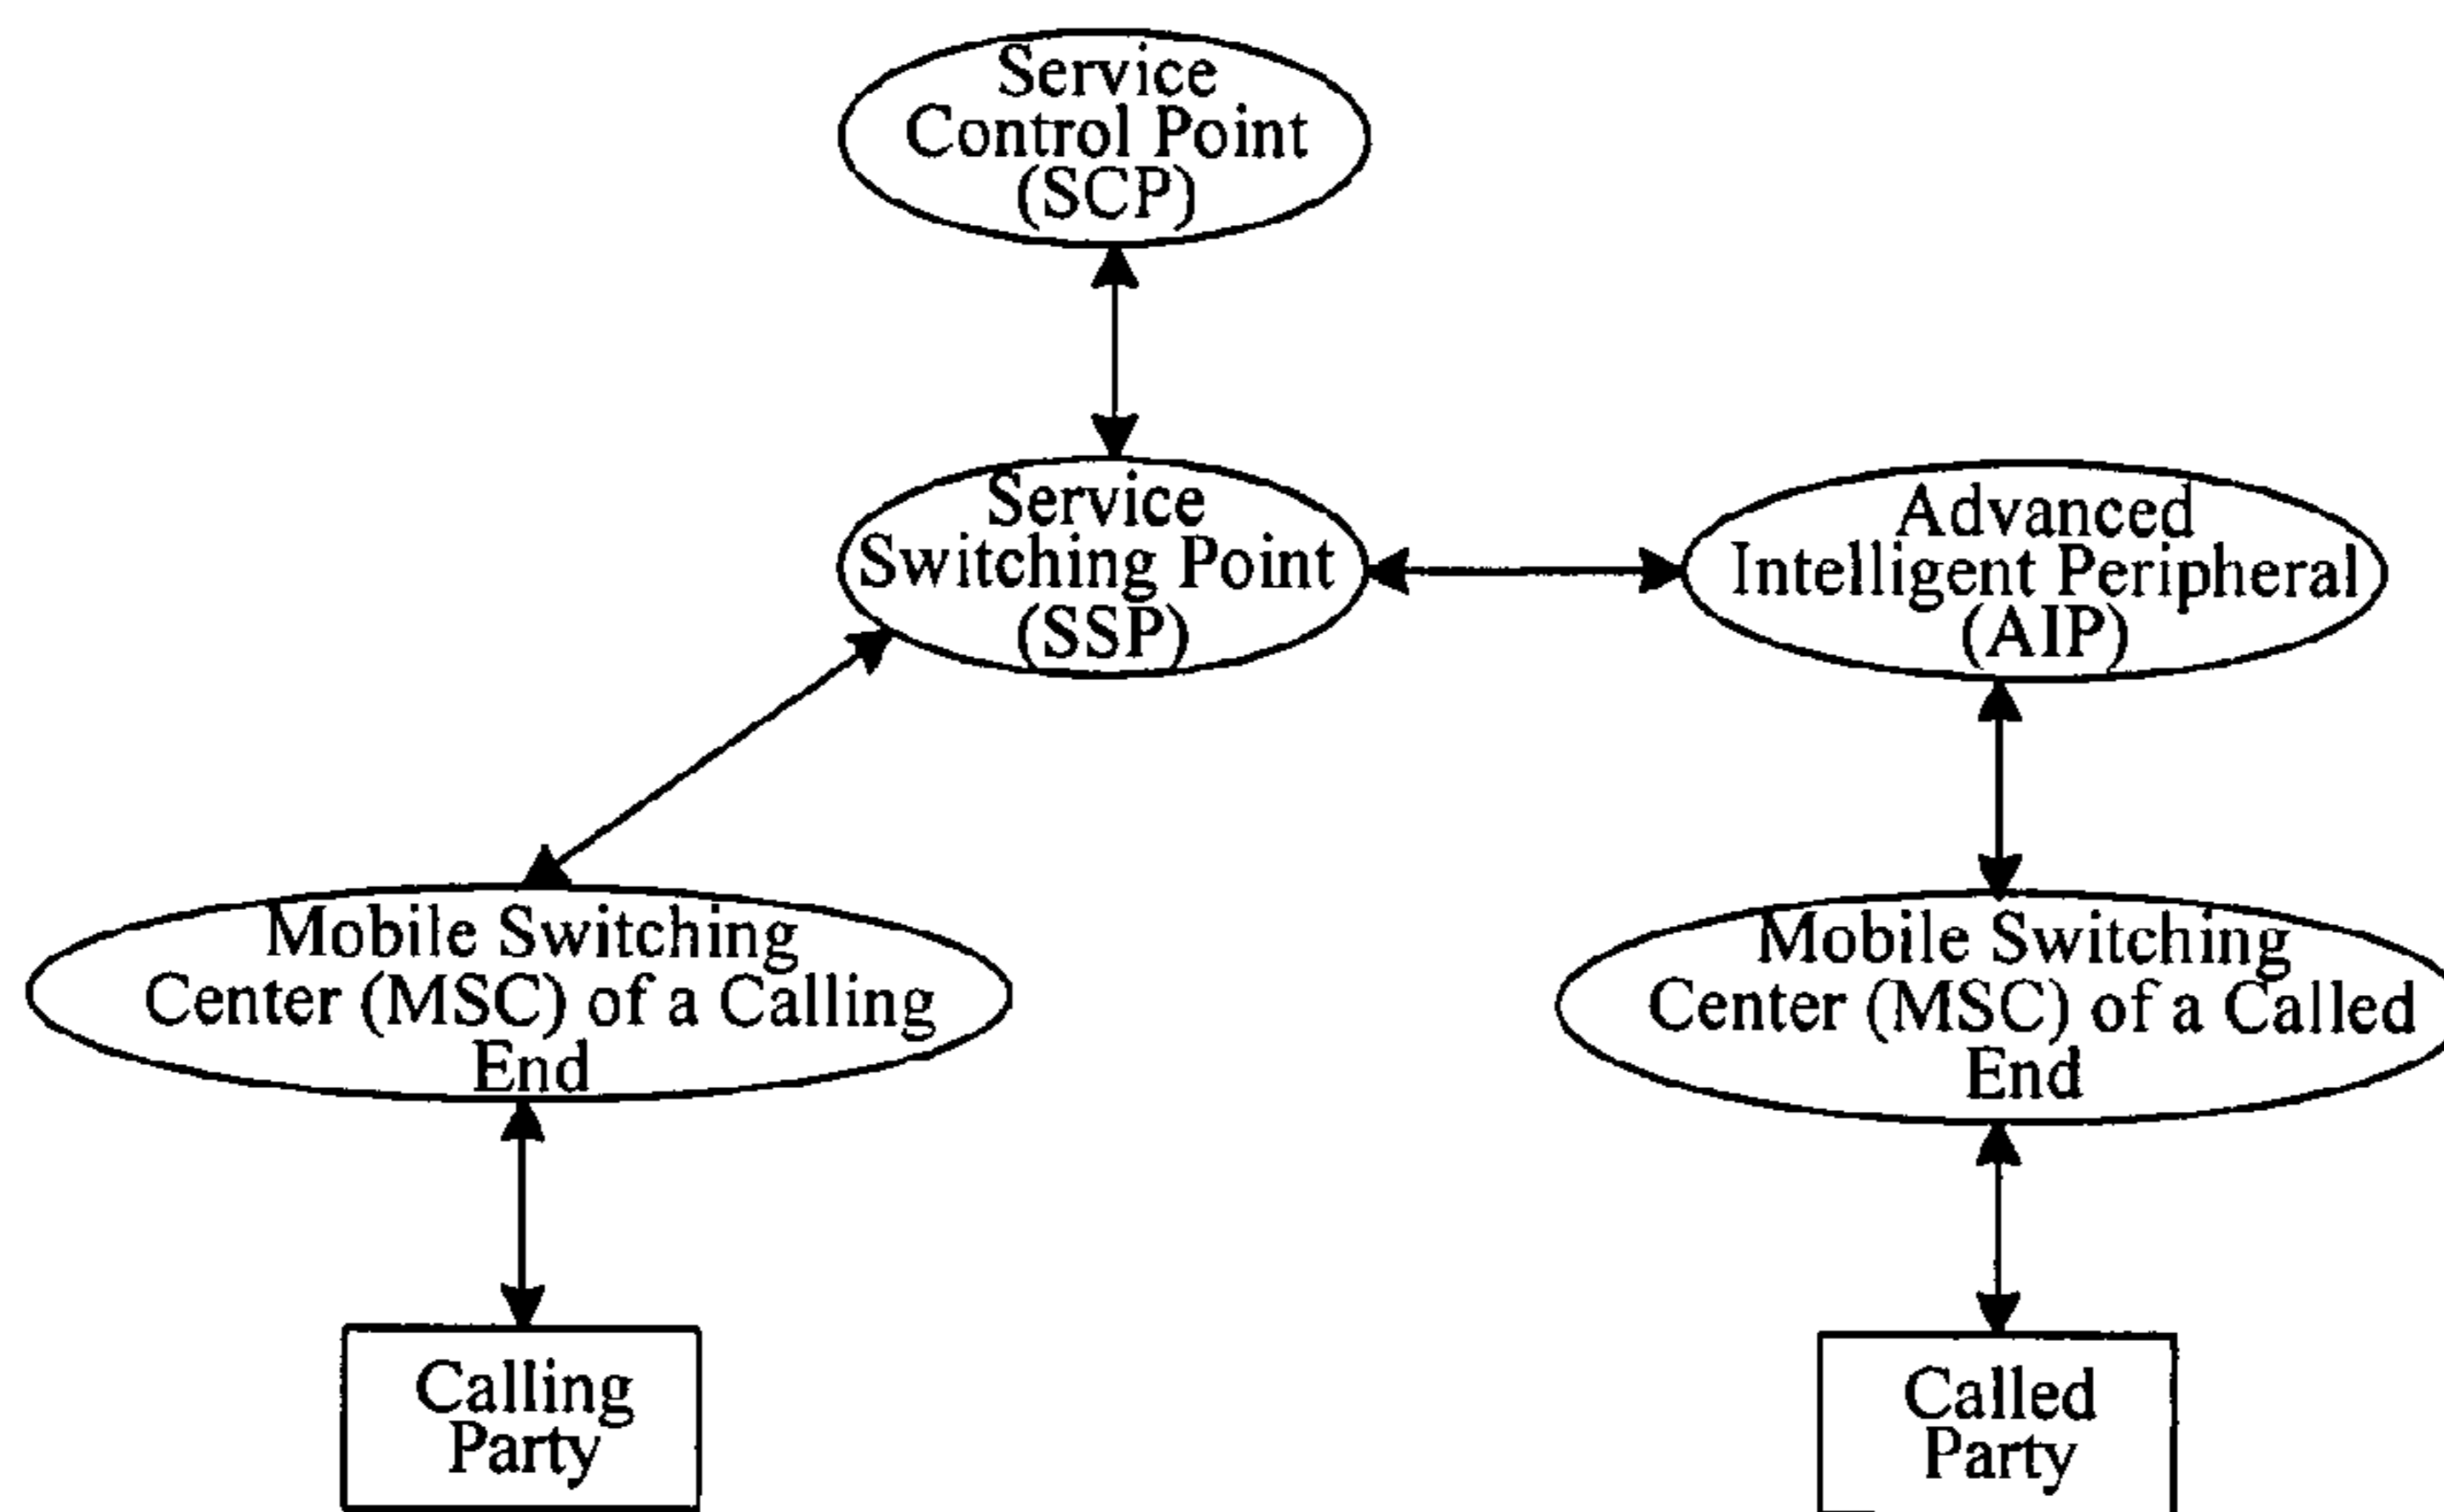 Service
Control Point
(SCP)
Service
Switching Point
(SSP)
Advanced
Intelligent Peripheral
(AIP)
Mobile Switching
Center (MSC) of a Calling
End
Mobile Switching
Center (MSC) of a Called
End
Calling
Party
Called
Party